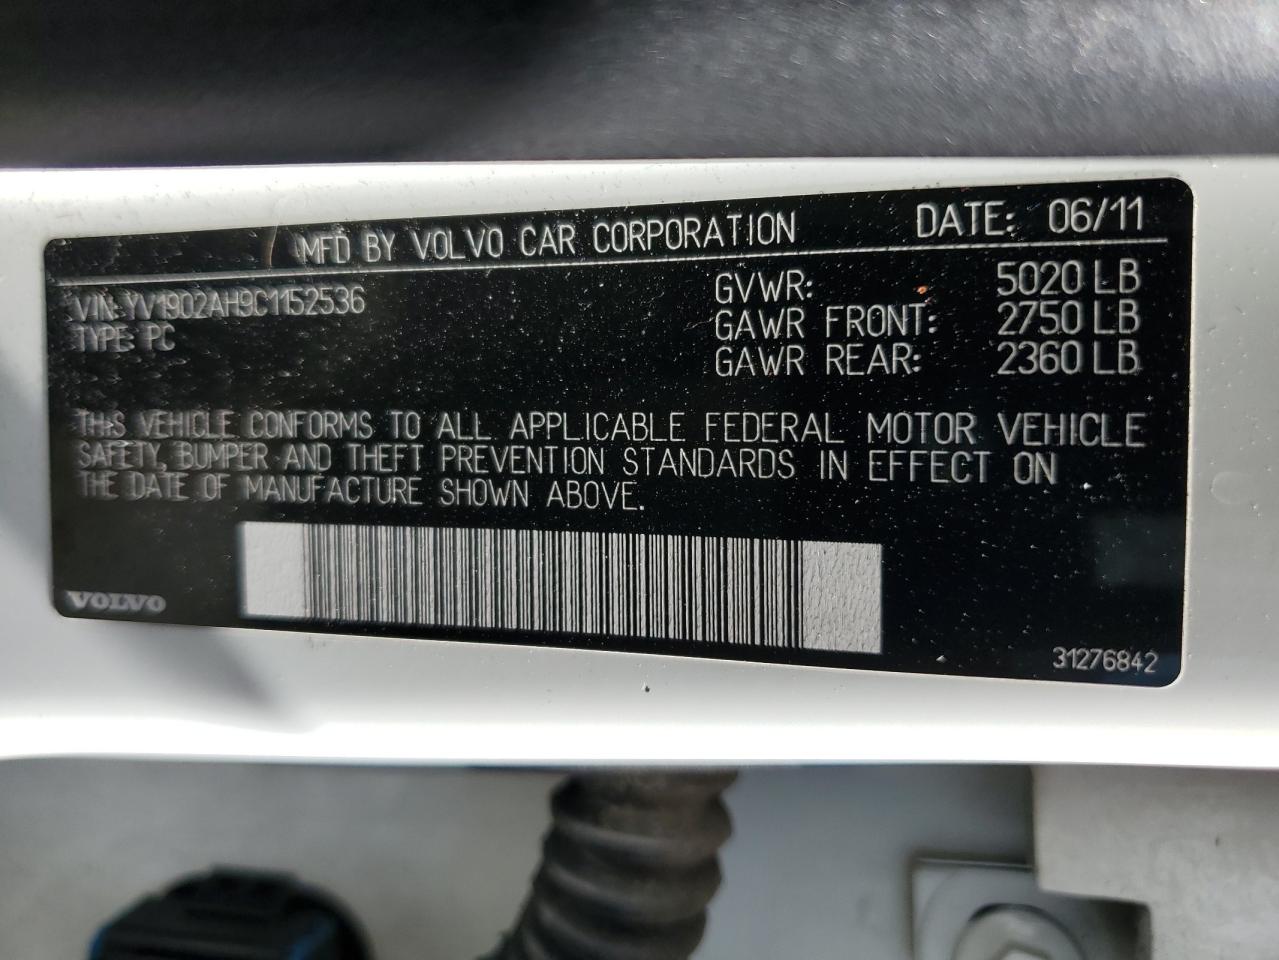 MFD BY VOLVO CAR CORPORATION DATE: 06/11
VIN: YV1902AH9C1152536
TYPE: PC
GVWR: 5020 LB
GAWR FRONT: 2750 LB
GAWR REAR: 2360 LB
THIS VEHICLE CONFORMS TO ALL APPLICABLE FEDERAL MOTOR VEHICLE
SAFETY, BUMPER AND THEFT PREVENTION STANDARDS IN EFFECT ON
THE DATE OF MANUFACTURE SHOWN ABOVE.
VOLVO
31276842